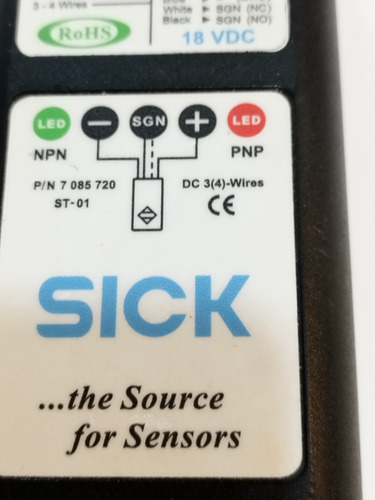 3 - 4 Wires
White ► SGN (NC)
Black ► SGN (NO)
RoHS
18 VDC
LED − SGN + LED
NPN PNP
P/N 7 085 720 DC 3(4)-Wires
ST-01 CE
SICK
...the Source
for Sensors